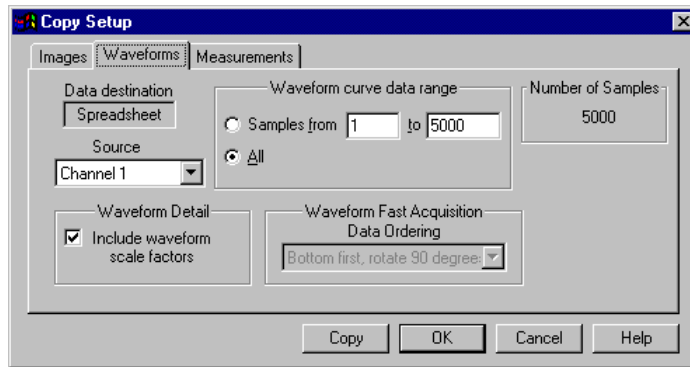 Copy Setup
Images
Waveforms
Measurements
Data destination
Spreadsheet
Source
Channel 1
Waveform curve data range
Samples from 1 to 5000
All
Number of Samples
5000
Waveform Detail
Include waveform
scale factors
Waveform Fast Acquisition
Data Ordering
Bottom first, rotate 90 degree
Copy
OK
Cancel
Help